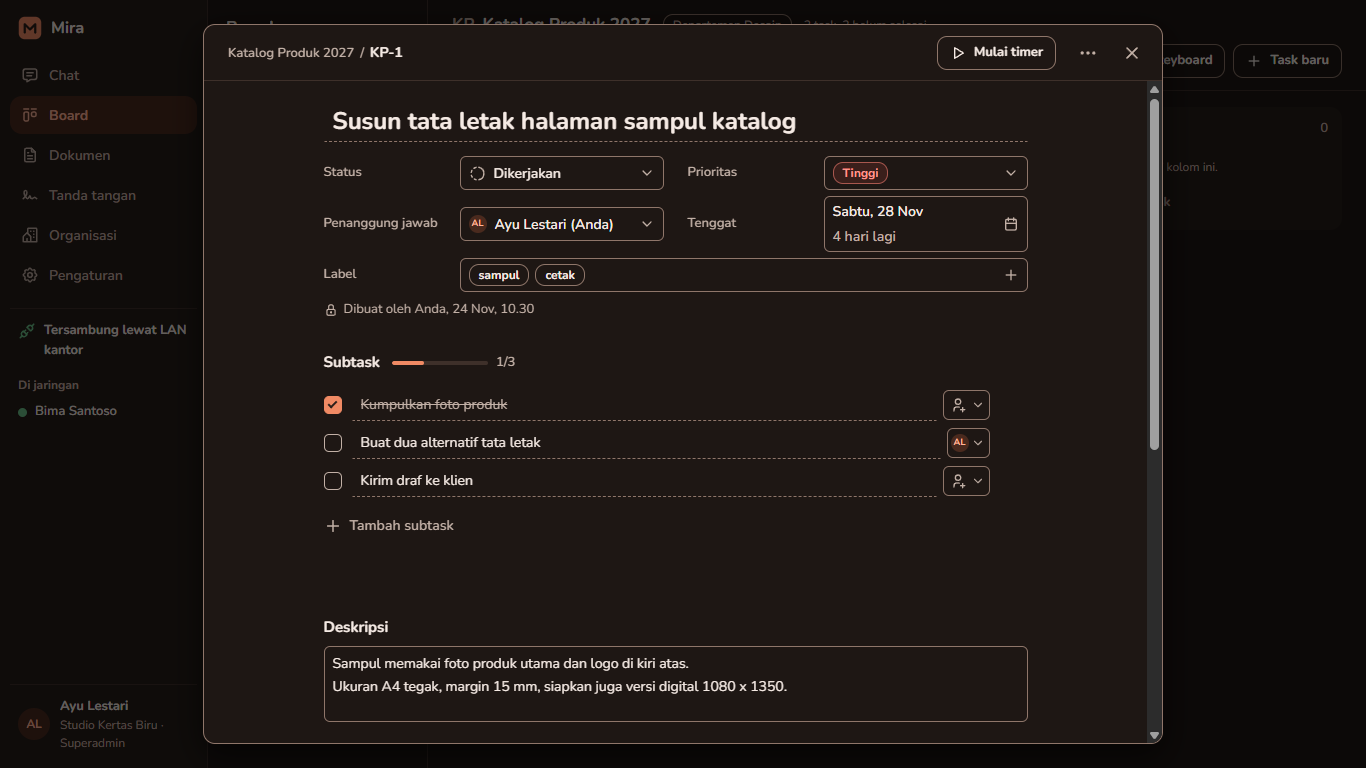 Mira
Chat
Board
Dokumen
Tanda tangan
Organisasi
Pengaturan
Tersambung lewat LAN
kantor
Di jaringan
Bima Santoso
AL
Ayu Lestari
Studio Kertas Biru ·
Superadmin
Task baru
0
kolom ini.
Katalog Produk 2027 / KP-1
Mulai timer
Susun tata letak halaman sampul katalog
Status
Dikerjakan
Prioritas
Tinggi
Penanggung jawab
AL Ayu Lestari (Anda)
Tenggat
Sabtu, 28 Nov
4 hari lagi
Label
sampul cetak
Dibuat oleh Anda, 24 Nov, 10.30
Subtask 1/3
Kumpulkan foto produk
Buat dua alternatif tata letak AL
Kirim draf ke klien
Tambah subtask
Deskripsi
Sampul memakai foto produk utama dan logo di kiri atas.
Ukuran A4 tegak, margin 15 mm, siapkan juga versi digital 1080 x 1350.